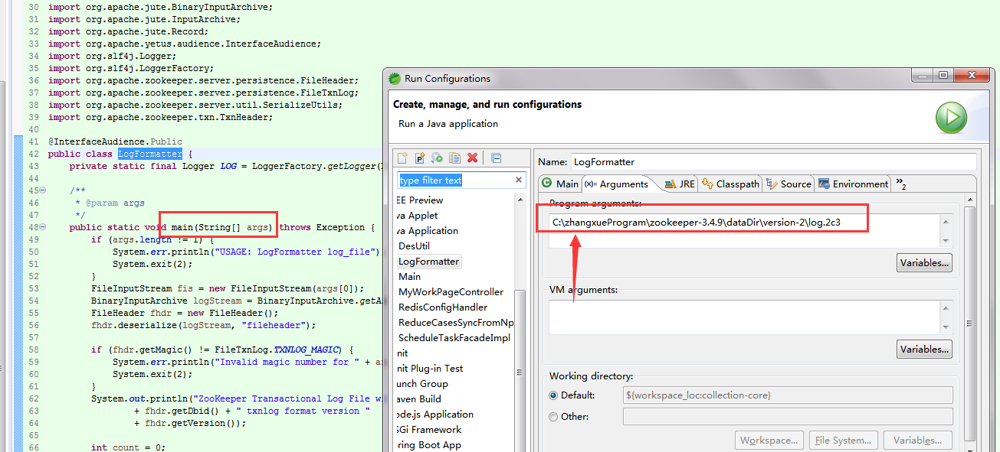 30 import org.apache.jute.BinaryInputArchive;
31 import org.apache.jute.InputArchive;
32 import org.apache.jute.Record;
33 import org.apache.yetus.audience.InterfaceAudience;
34 import org.slf4j.Logger;
35 import org.slf4j.LoggerFactory;
36 import org.apache.zookeeper.server.persistence.FileHeader;
37 import org.apache.zookeeper.server.persistence.FileTxnLog;
38 import org.apache.zookeeper.server.util.SerializeUtils;
39 import org.apache.zookeeper.txn.TxnHeader;
40
41 @InterfaceAudience.Public
42 public class LogFormatter {
43 private static final Logger LOG = LoggerFactory.getLogger(
44
45 /**
46 * @param args
47 */
48 public static void main(String[] args) throws Exception {
49 if (args.length != 1) {
50 System.err.println("USAGE: LogFormatter log_file")
51 System.exit(2);
52 }
53 FileInputStream fis = new FileInputStream(args[0]);
54 BinaryInputArchive logStream = BinaryInputArchive.getA
55 FileHeader fhdr = new FileHeader();
56 fhdr.deserialize(logStream, "fileheader");
57
58 if (fhdr.getMagic() != FileTxnLog.TXNLOG_MAGIC) {
59 System.err.println("Invalid magic number for " + a
60 System.exit(2);
61 }
62 System.out.println("ZooKeeper Transactional Log File w
63 + fhdr.getDbid() + " txnlog format version "
64 + fhdr.getVersion());
65
66 int count = 0;
Run Configurations
Create, manage, and run configurations
Run a Java application
type filter text
EE Preview
va Applet
va Application
DesUtil
LogFormatter
Main
MyWorkPageController
RedisConfigHandler
ReduceCasesSyncFromNp
ScheduleTaskFacadeImpl
nit
nit Plug-in Test
unch Group
aven Build
ode.js Application
SGi Framework
ring Boot App
Name: LogFormatter
Main (x)= Arguments JRE Classpath Source Environment »2
Program arguments:
C:\zhangxueProgram\zookeeper-3.4.9\dataDir\version-2\log.2c3
Variables...
VM arguments:
Variables...
Working directory:
Default: ${workspace_loc:collection-core}
Other:
Workspace... File System... Variables...